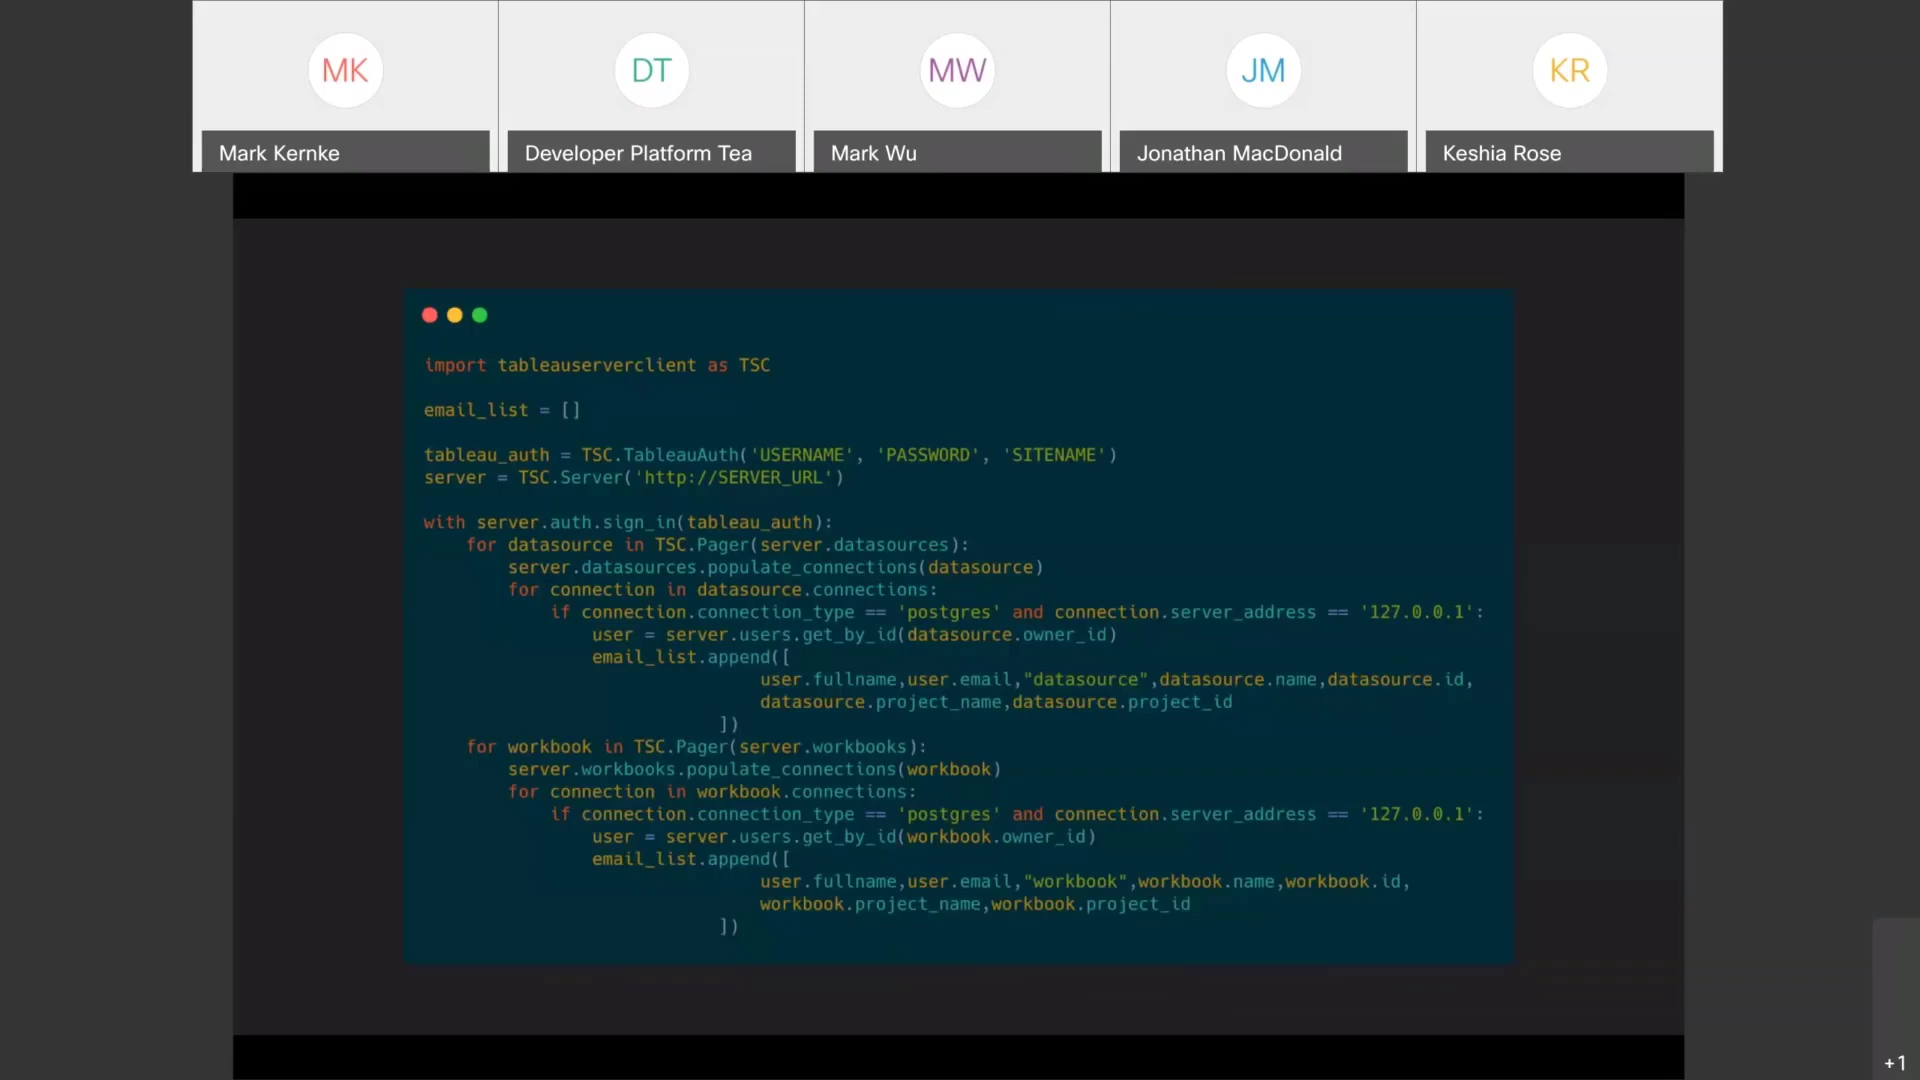 MK
DT
MW
JM
KR
Mark Kernke
Developer Platform Tea
Mark Wu
Jonathan MacDonald
Keshia Rose
import tableauserverclient as TSC
email_list = []
tableau_auth = TSC.TableauAuth('USERNAME', 'PASSWORD', 'SITENAME')
server = TSC.Server('http://SERVER_URL')
with server.auth.sign_in(tableau_auth):
    for datasource in TSC.Pager(server.datasources):
        server.datasources.populate_connections(datasource)
        for connection in datasource.connections:
            if connection.connection_type == 'postgres' and connection.server_address == '127.0.0.1':
                user = server.users.get_by_id(datasource.owner_id)
                email_list.append([
                                user.fullname,user.email,"datasource",datasource.name,datasource.id,
                                datasource.project_name,datasource.project_id
                            ])
    for workbook in TSC.Pager(server.workbooks):
        server.workbooks.populate_connections(workbook)
        for connection in workbook.connections:
            if connection.connection_type == 'postgres' and connection.server_address == '127.0.0.1':
                user = server.users.get_by_id(workbook.owner_id)
                email_list.append([
                                user.fullname,user.email,"workbook",workbook.name,workbook.id,
                                workbook.project_name,workbook.project_id
                            ])
+1